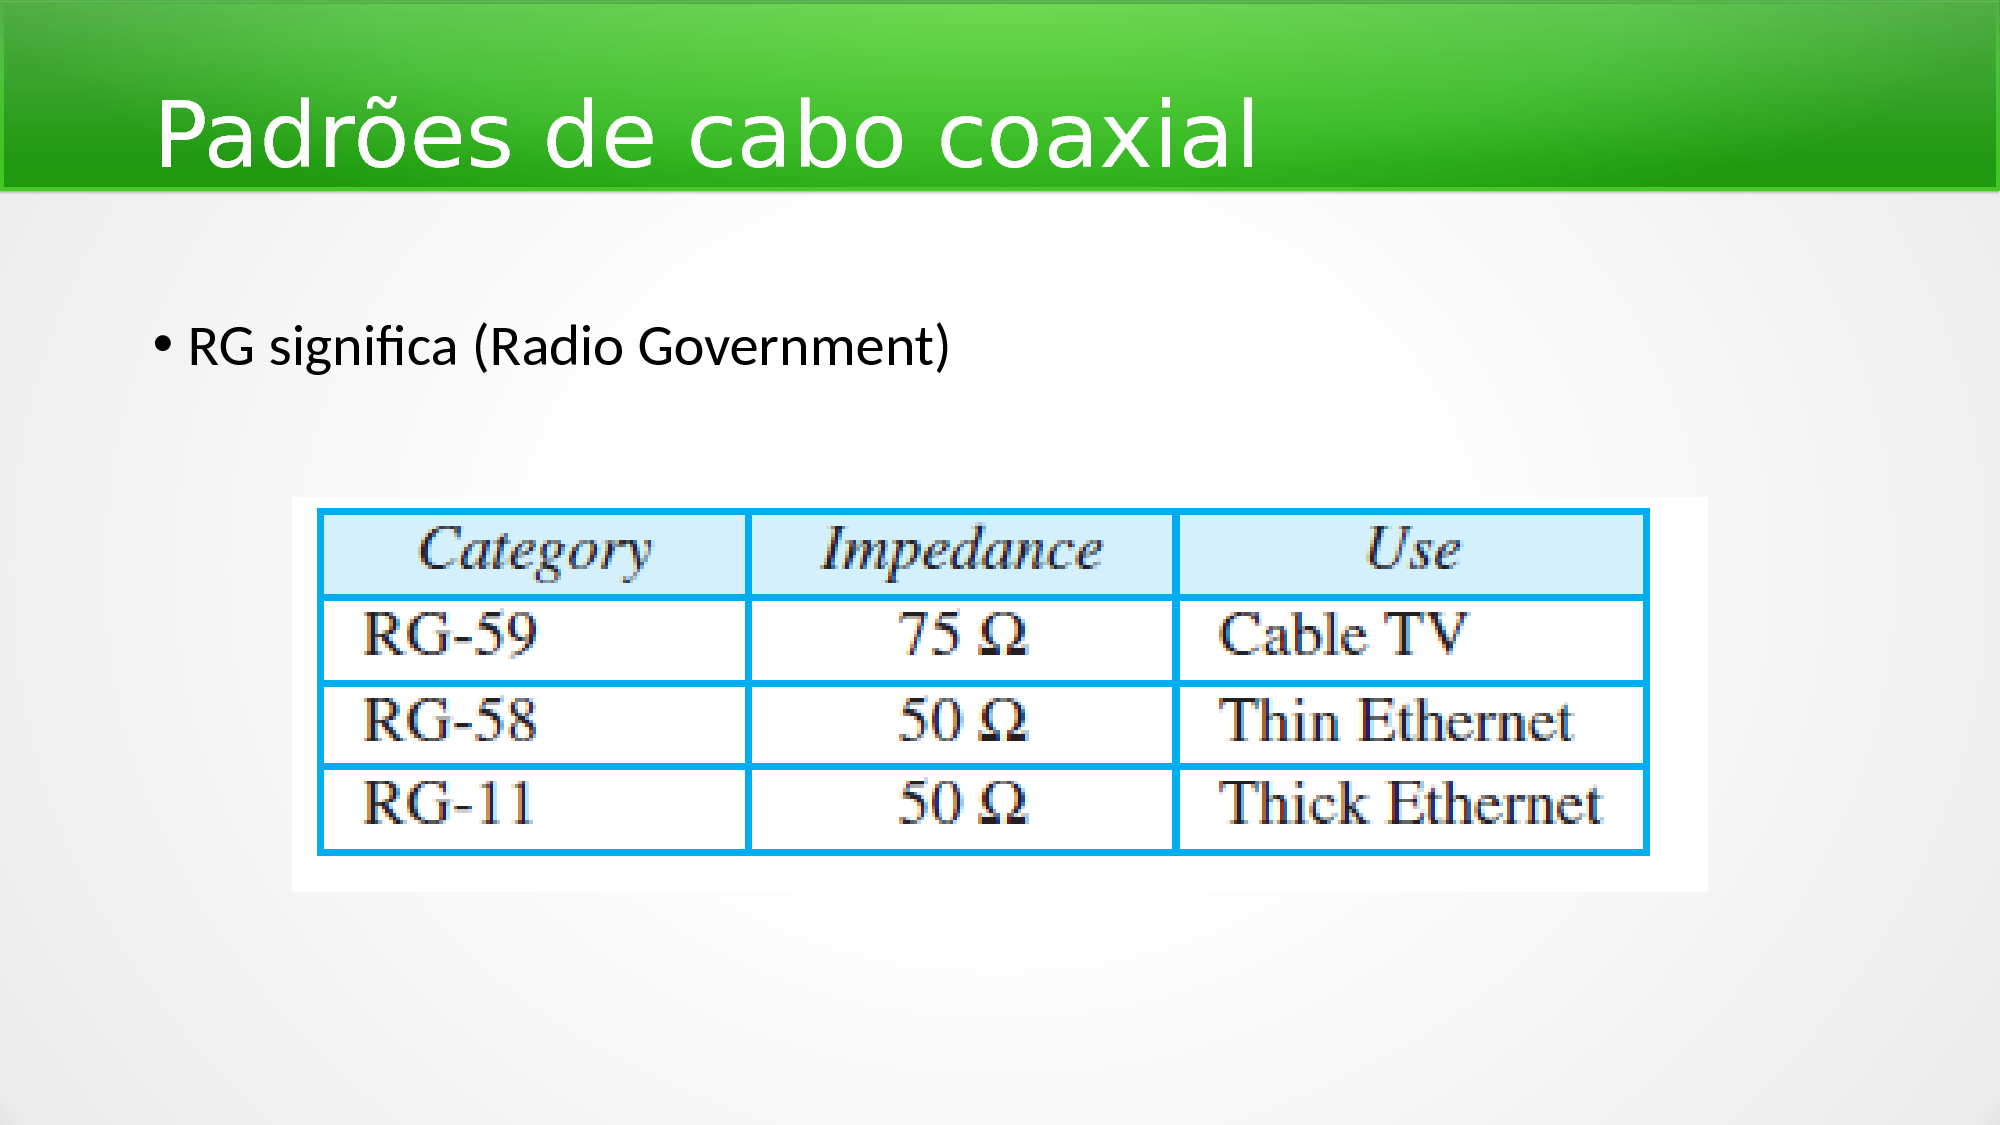 Padrões de cabo coaxial
• RG significa (Radio Government)
Category Impedance Use
RG-59 75 Ω Cable TV
RG-58 50 Ω Thin Ethernet
RG-11 50 Ω Thick Ethernet